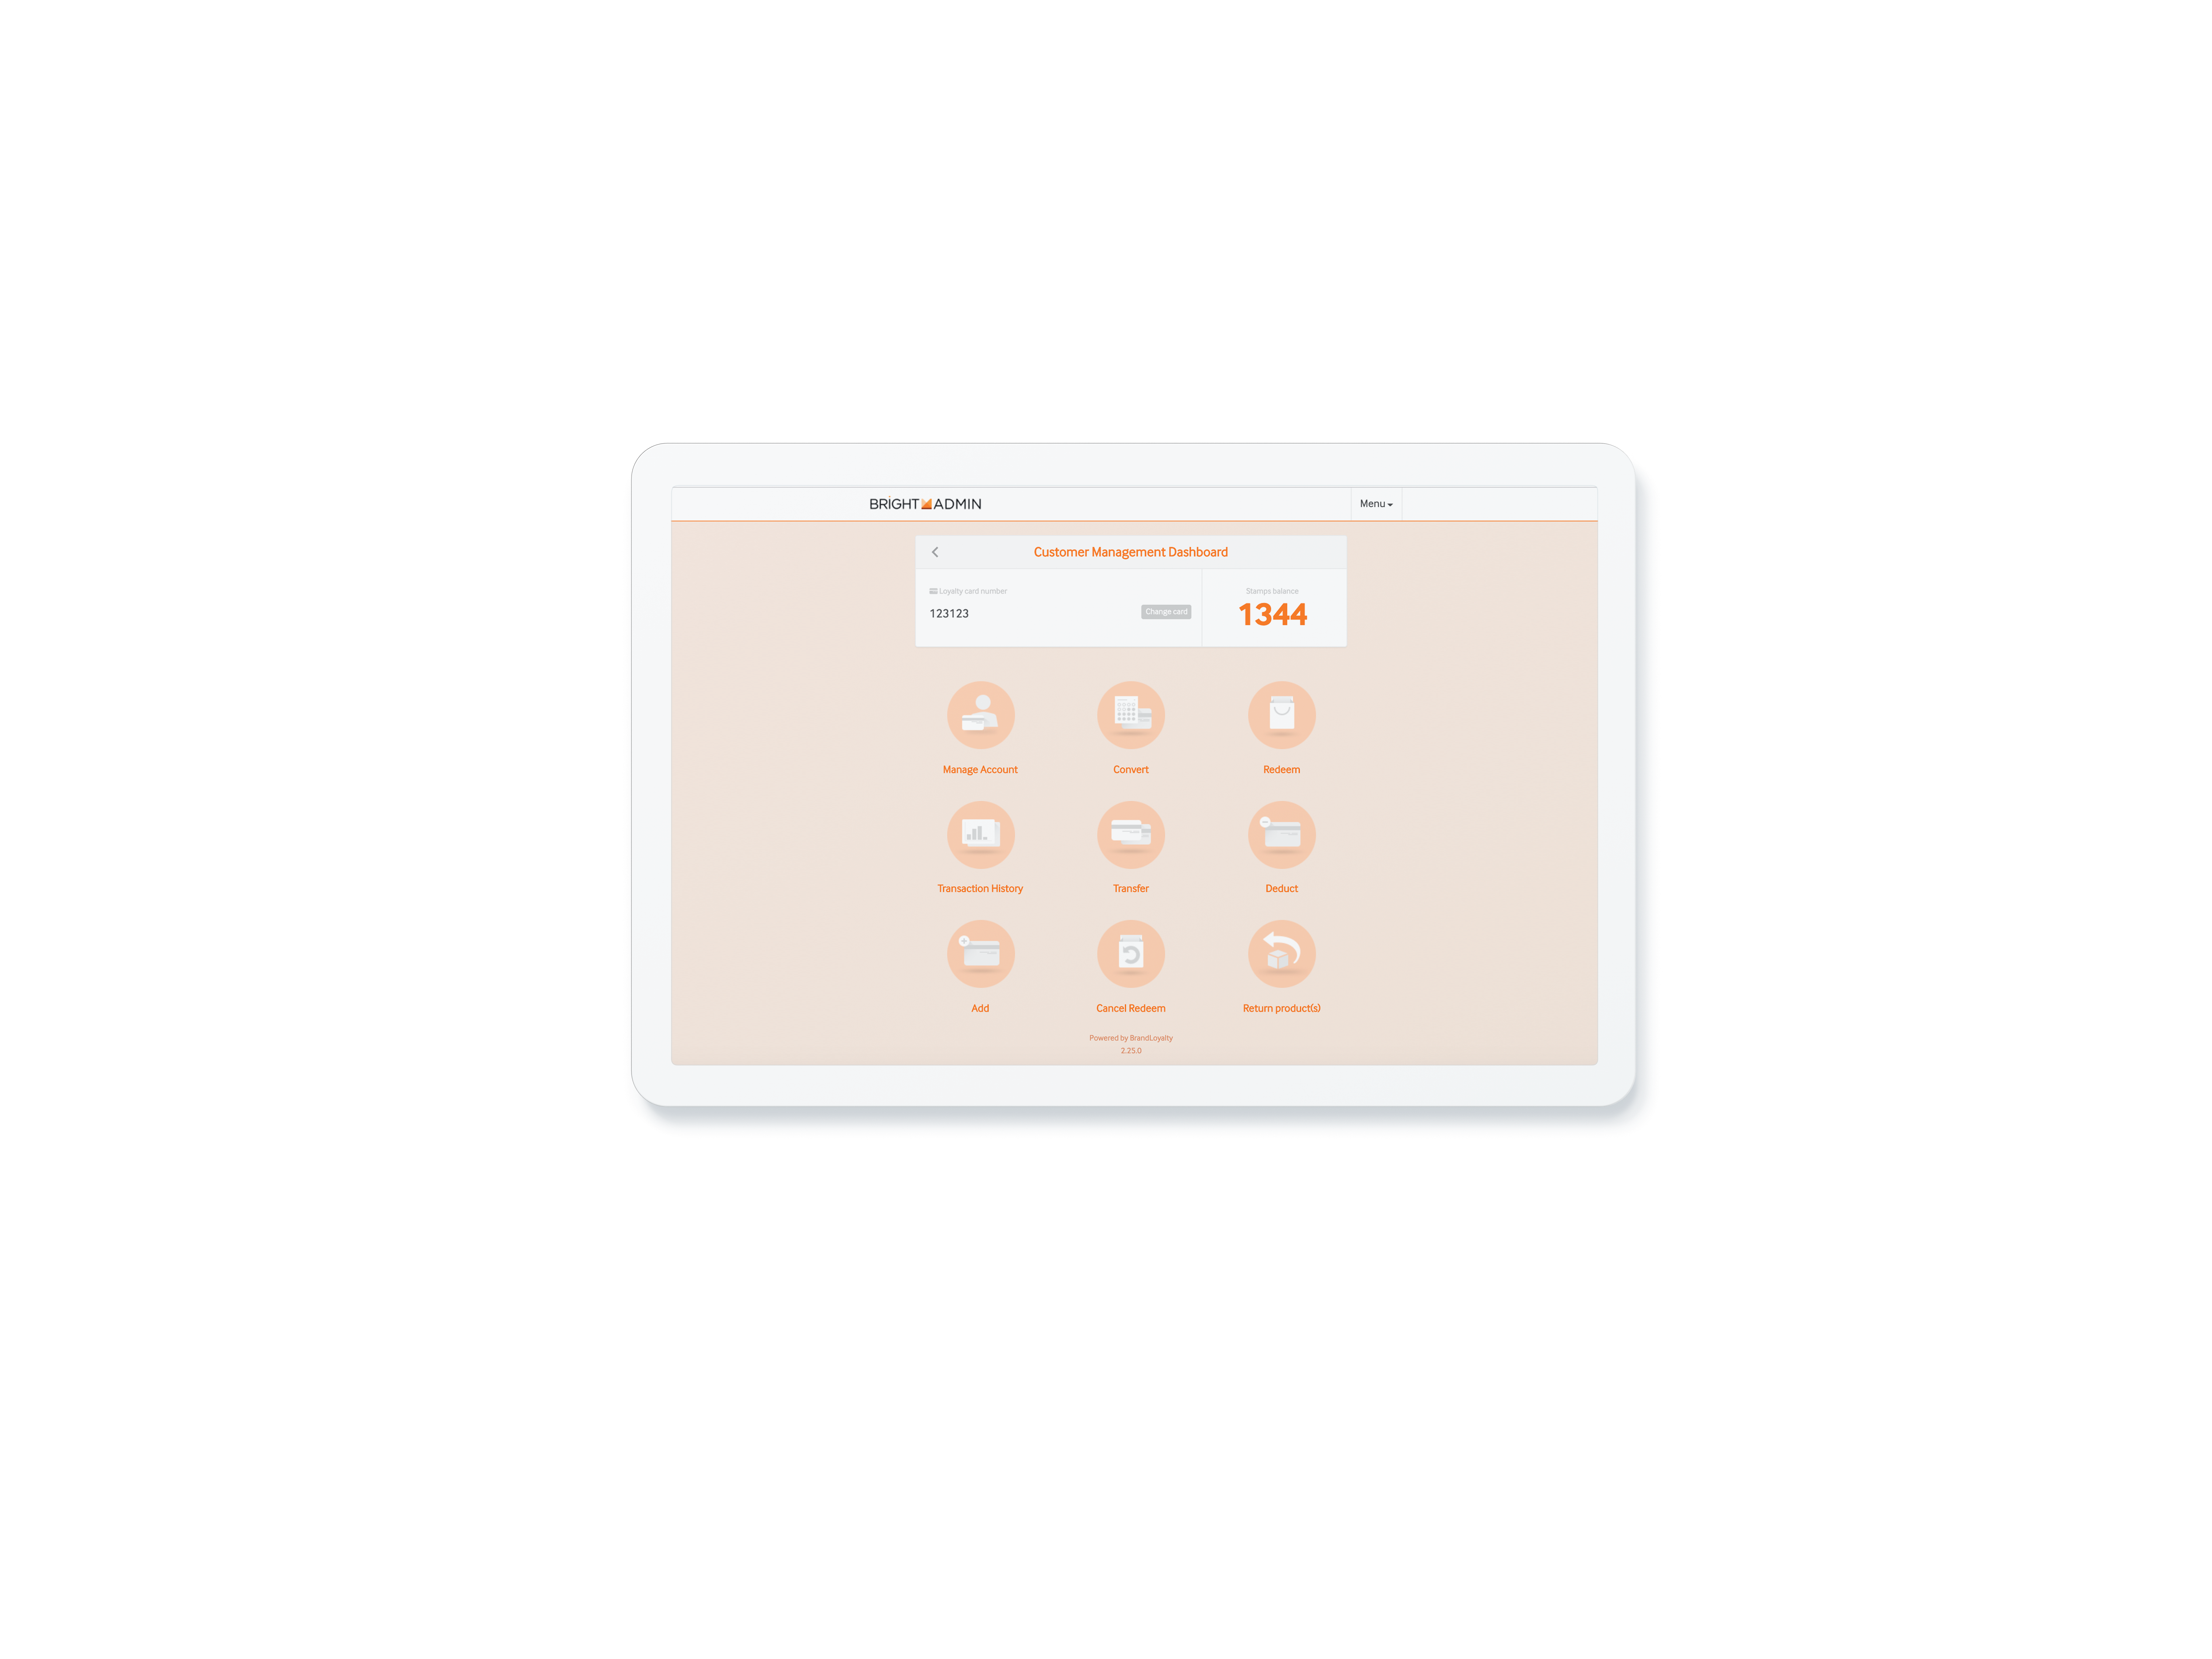 BRIGHT ADMIN
Menu
Customer Management Dashboard
Loyalty card number
123123
Change card
Stamps balance
1344
Manage Account
Convert
Redeem
Transaction History
Transfer
Deduct
Add
Cancel Redeem
Return product(s)
Powered by BrandLoyalty
2.25.0